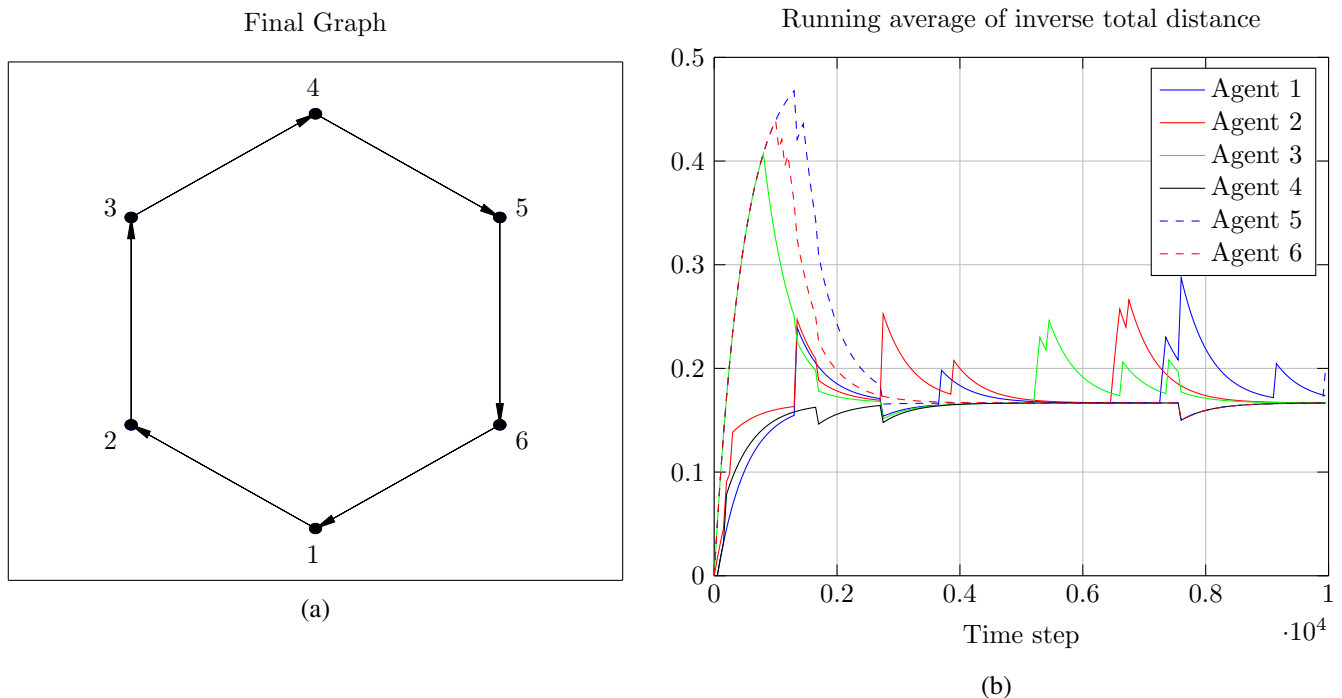 Final Graph
4
3
5
2
6
1
(a)
Running average of inverse total distance
0.5
0.4
0.3
0.2
0.1
0
Agent 1
Agent 2
Agent 3
Agent 4
Agent 5
Agent 6
0 0.2 0.4 0.6 0.8 1
Time step
·10⁴
(b)